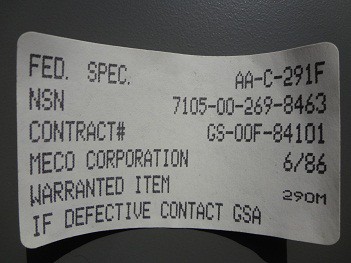 FED. SPEC. AA-C-291F
NSN 7105-00-269-8463
CONTRACT# GS-00F-84101
MECO CORPORATION 6/86
WARRANTED ITEM 290M
IF DEFECTIVE CONTACT GSA